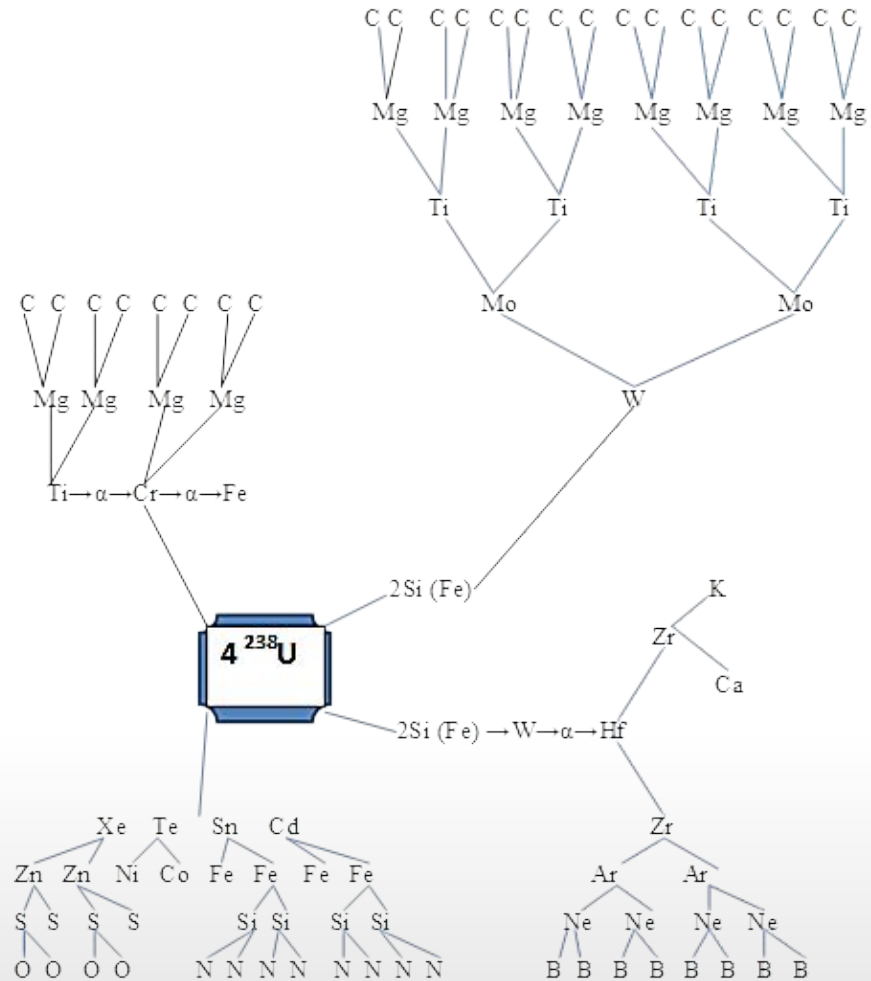 C C C C C C C C C C C C C C C C
Mg Mg Mg Mg Mg Mg Mg Mg
Ti Ti Ti Ti
Mo Mo
C C C C C C C C
Mg Mg Mg Mg
W
Ti→α→Cr→α→Fe
2Si (Fe)
K
Zr
4 ²³⁸U
Ca
2Si (Fe) →W→α→Hf
Xe Te Sn Cd Zr
Zn Zn Ni Co Fe Fe Fe Fe Ar Ar
S S S S Si Si Si Si Ne Ne Ne Ne
O O O O N N N N N N N N B B B B B B B B